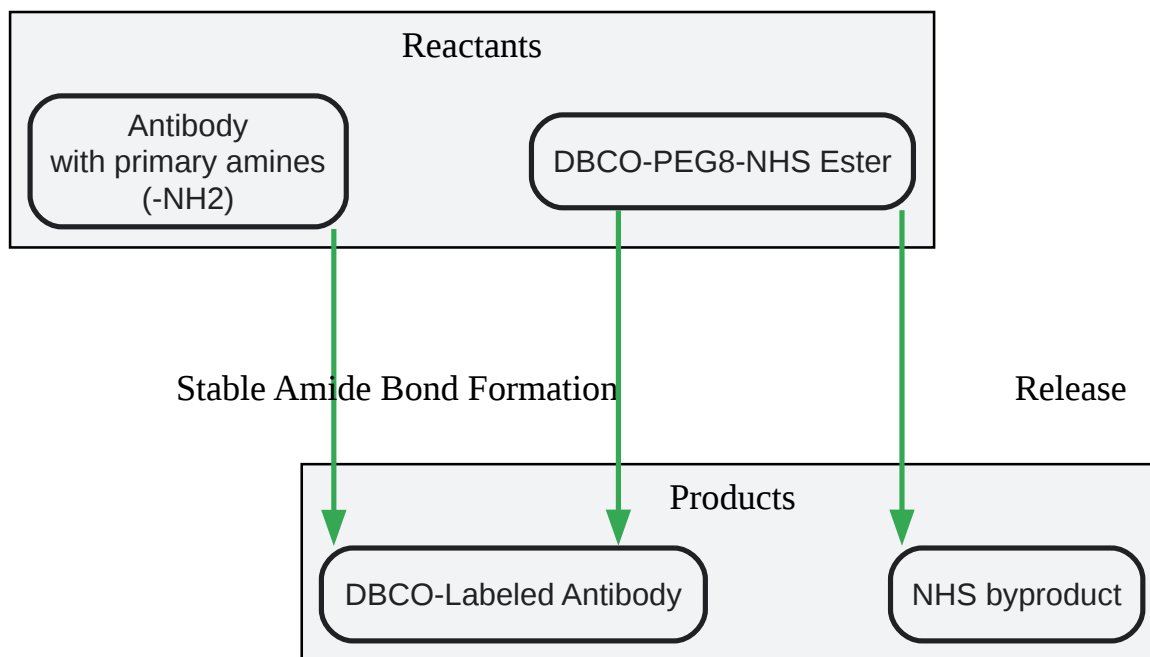 Reactants
Antibody
with primary amines
(-NH2)
DBCO-PEG8-NHS Ester
Stable Amide Bond Formation
Release
Products
DBCO-Labeled Antibody
NHS byproduct